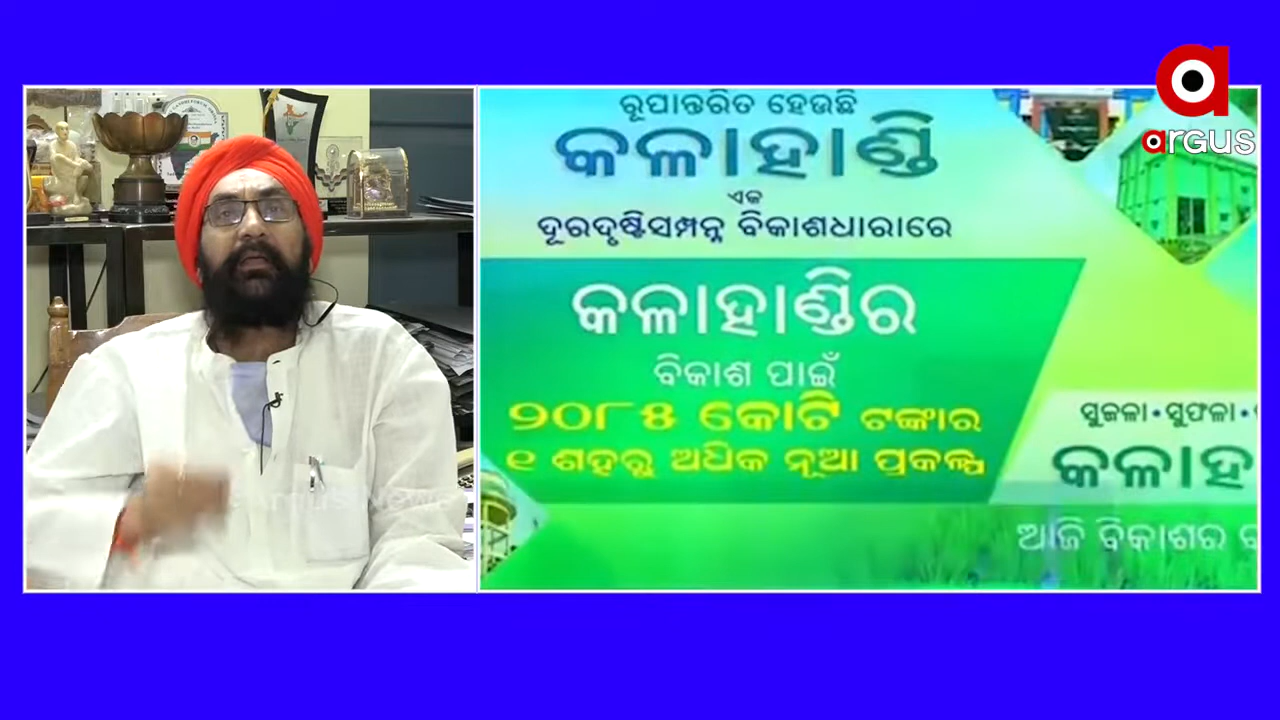 argus
ରୂପାନ୍ତରିତ ହେଉଛି
କଳାହାଣ୍ଡି
ଏକ
ଦୂରଦୃଷ୍ଟିସମ୍ପନ୍ନ ବିକାଶଧାରାରେ
କଳାହାଣ୍ଡିର
ବିକାଶ ପାଇଁ
୨୦୮୫ କୋଟି ଟଙ୍କାର
୧ ଶହରୁ ଅଧିକ ନୂଆ ପ୍ରକଳ୍ପ
ସୁଜଳା • ସୁଫଳା •
କଳାହ
ଆଜି ବିକାଶର